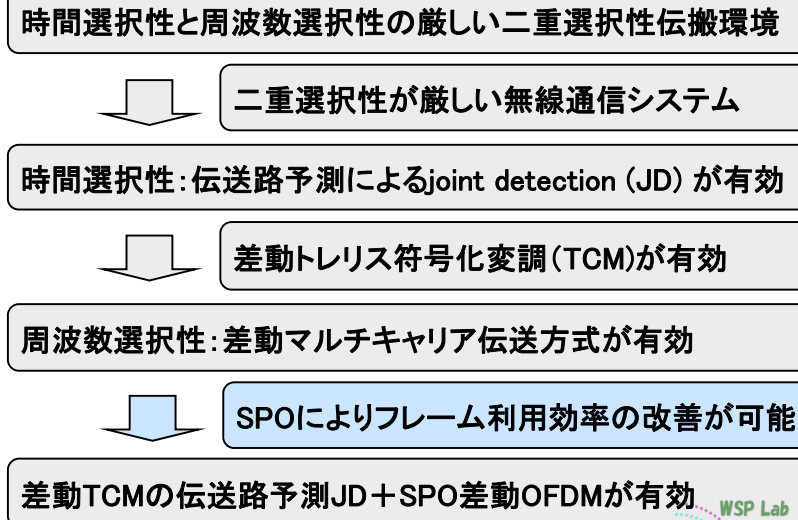 時間選択性と周波数選択性の厳しい二重選択性伝搬環境
二重選択性が厳しい無線通信システム
時間選択性：伝送路予測によるjoint detection (JD) が有効
差動トレリス符号化変調（TCM)が有効
周波数選択性：差動マルチキャリア伝送方式が有効
SPOによりフレーム利用効率の改善が可能
差動TCMの伝送路予測JD＋SPO差動OFDMが有効
WSP Lab